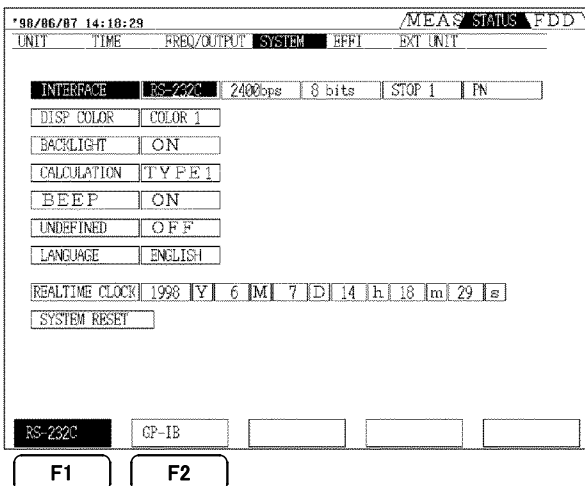 '98/06/07 14:18:29 MEAS STATUS FDD
UNIT TIME FREQ/OUTPUT SYSTEM EFFI EXT UNIT
INTERFACE RS-232C 2400bps 8 bits STOP 1 PN
DISP COLOR COLOR 1
BACKLIGHT ON
CALCULATION TYPE1
BEEP ON
UNDEFINED OFF
LANGUAGE ENGLISH
REALTIME CLOCK 1998 Y 6 M 7 D 14 h 18 m 29 s
SYSTEM RESET
RS-232C GP-IB
F1 F2